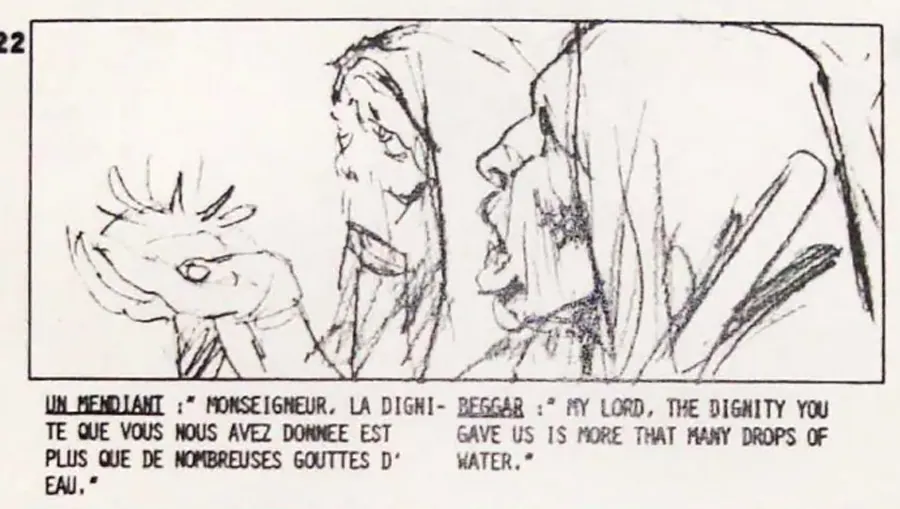 22
UN MENDIANT :" MONSEIGNEUR, LA DIGNI-
TE QUE VOUS NOUS AVEZ DONNEE EST
PLUS QUE DE NOMBREUSES GOUTTES D'
EAU."
BEGGAR :" MY LORD, THE DIGNITY YOU
GAVE US IS MORE THAT MANY DROPS OF
WATER."